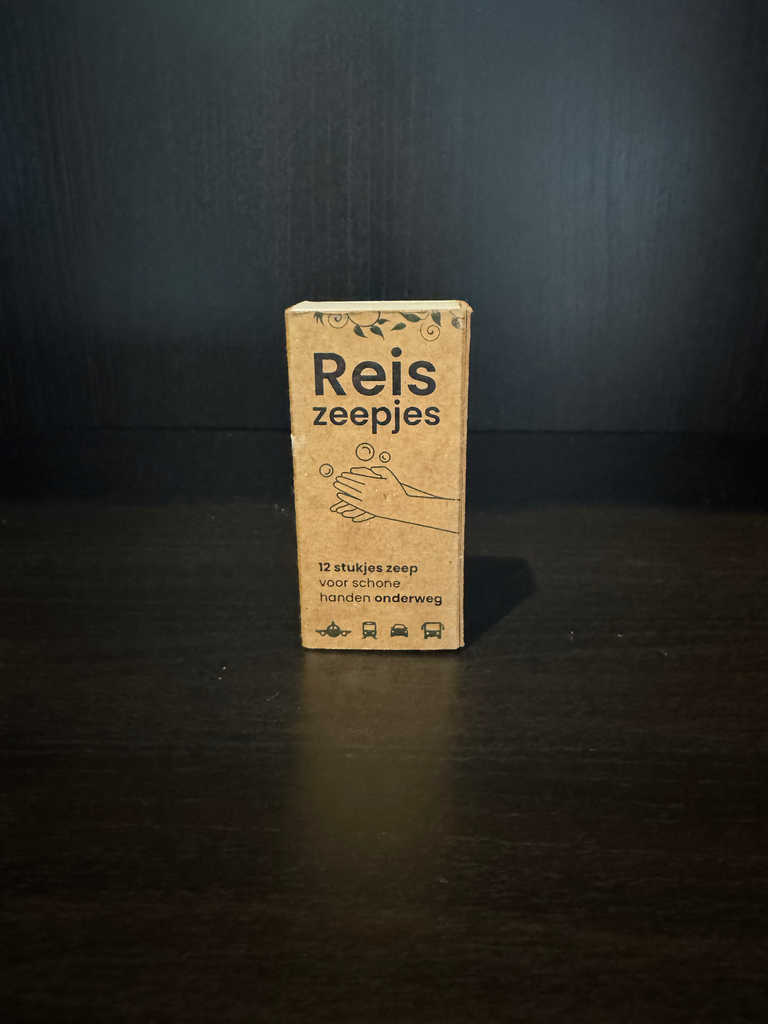 Reis
zeepjes
12 stukjes zeep
voor schone
handen onderweg